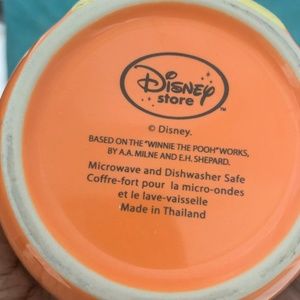 Disney
store
© Disney.
BASED ON THE "WINNIE THE POOH" WORKS,
BY A.A. MILNE AND E.H. SHEPARD.
Microwave and Dishwasher Safe
Coffre-fort pour la micro-ondes
et le lave-vaisselle
Made in Thailand